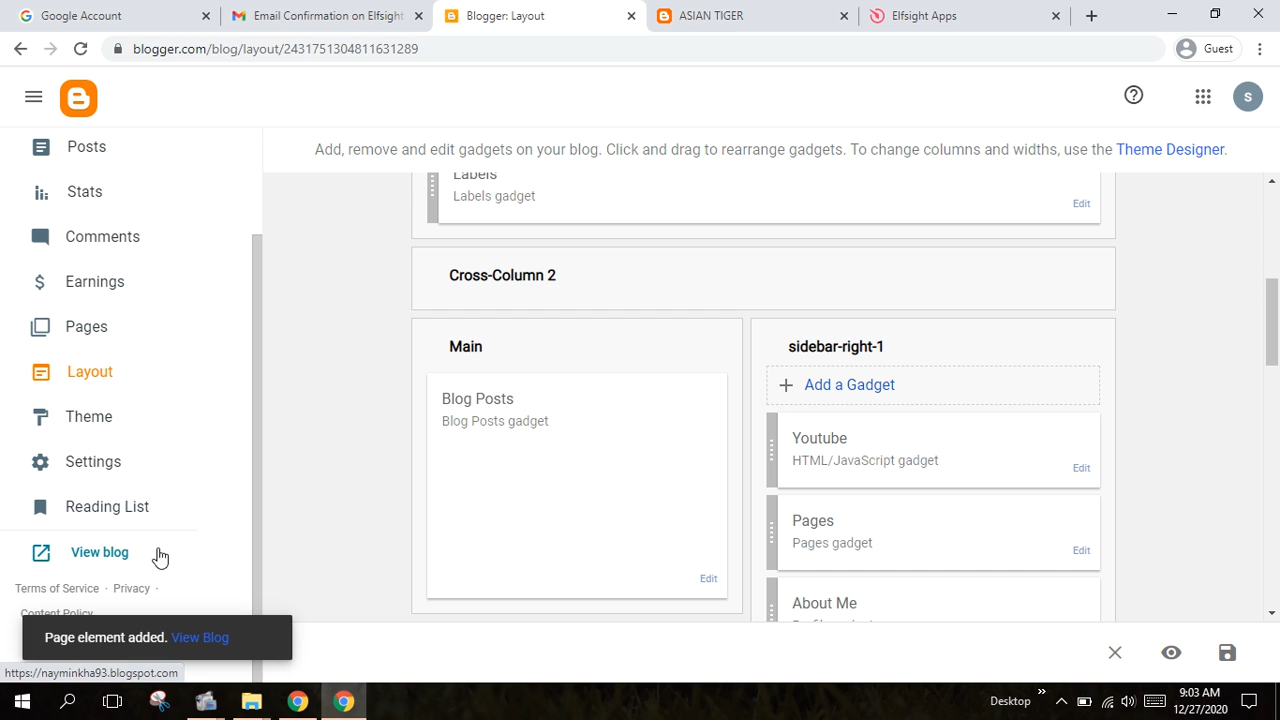 Google Account
Email Confirmation on Elfsight
Blogger: Layout
ASIAN TIGER
Elfsight Apps
blogger.com/blog/layout/2431751304811631289
Guest
S
Posts
Stats
Comments
Earnings
Pages
Layout
Theme
Settings
Reading List
View blog
Terms of Service · Privacy ·
Content Policy
Page element added. View Blog
https://nayminkha93.blogspot.com
Add, remove and edit gadgets on your blog. Click and drag to rearrange gadgets. To change columns and widths, use the Theme Designer.
Labels
Labels gadget
Edit
Cross-Column 2
Main
Blog Posts
Blog Posts gadget
Edit
sidebar-right-1
Add a Gadget
Youtube
HTML/JavaScript gadget
Edit
Pages
Pages gadget
Edit
About Me
Desktop
9:03 AM
12/27/2020